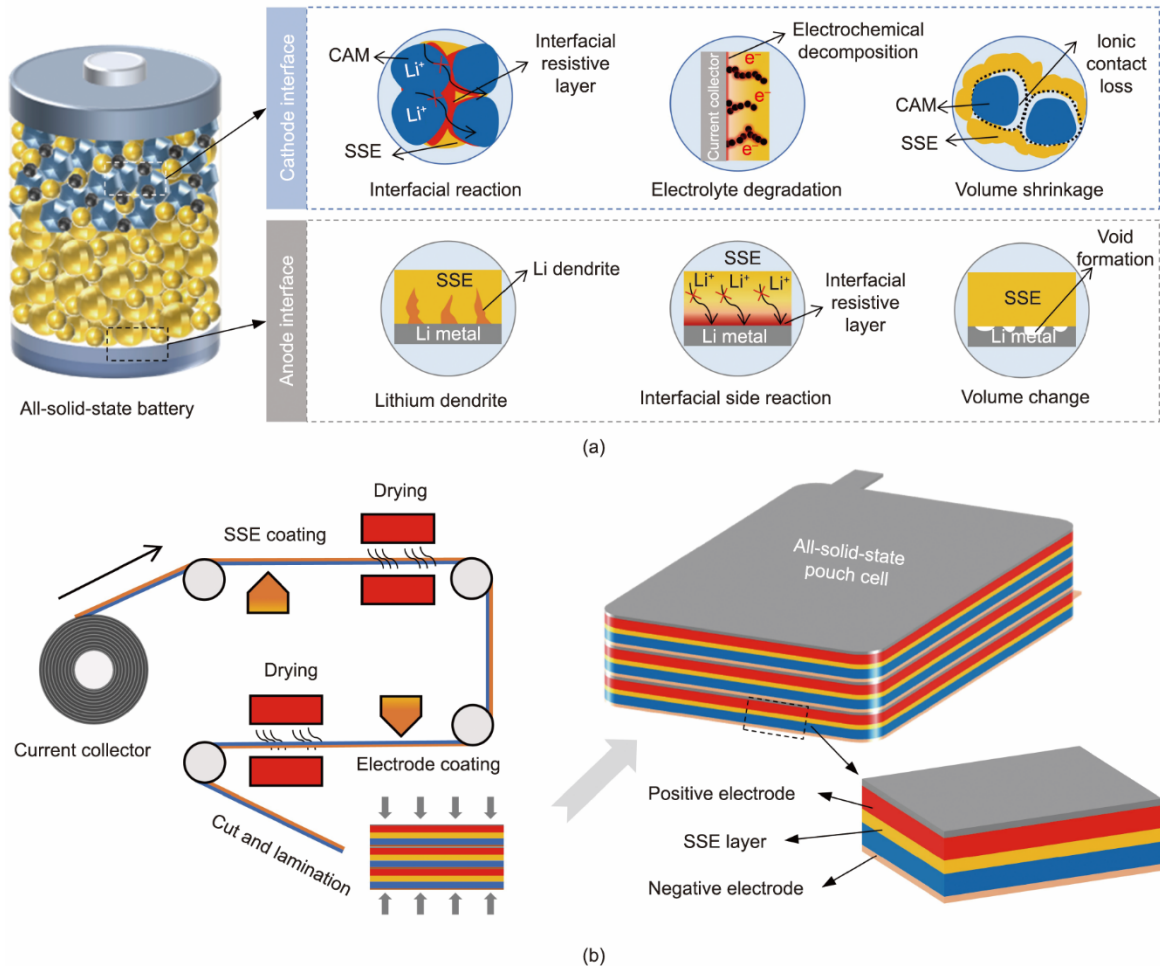 Cathode interface
CAM
Li+
Li+
SSE
Interfacial
resistive
layer
Interfacial reaction
Current collector
e−
e−
e−
Electrochemical
decomposition
Electrolyte degradation
CAM
SSE
Ionic
contact
loss
Volume shrinkage
Anode interface
SSE
Li dendrite
Li metal
Lithium dendrite
SSE
Li+ Li+ Li+
Li metal
Interfacial
resistive
layer
Interfacial side reaction
Void
formation
SSE
Li metal
Volume change
All-solid-state battery
(a)
Drying
SSE coating
Drying
Current collector
Electrode coating
Cut and lamination
All-solid-state
pouch cell
Positive electrode
SSE layer
Negative electrode
(b)